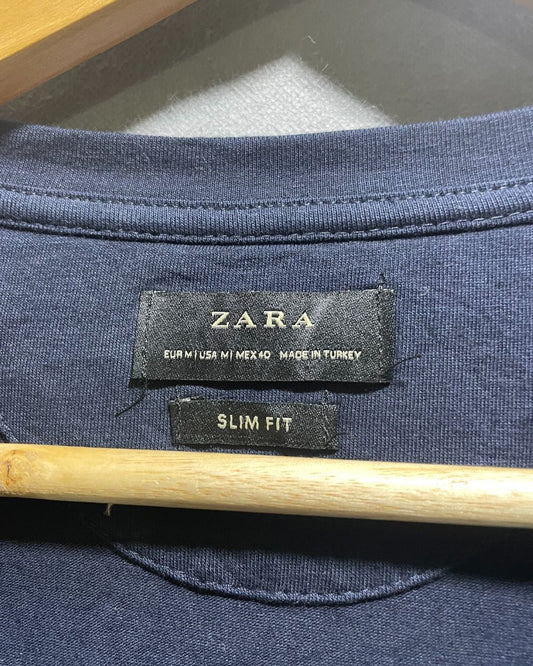 ZARA
EUR M | USA M | MEX 40 MADE IN TURKEY
SLIM FIT